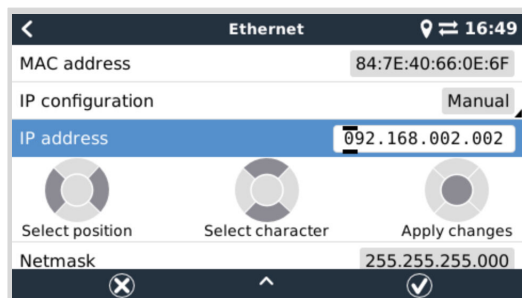 Ethernet 16:49
MAC address 84:7E:40:66:0E:6F
IP configuration Manual
IP address 092.168.002.002
Select position Select character Apply changes
Netmask 255.255.255.000